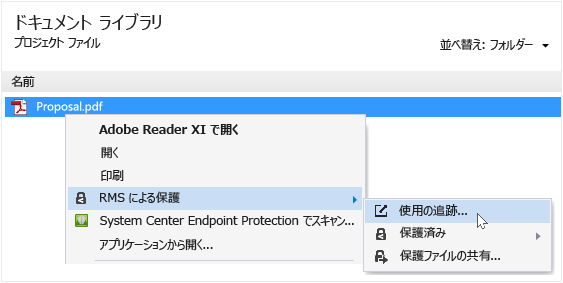 ドキュメント ライブラリ
プロジェクト ファイル
並べ替え: フォルダー
名前
Proposal.pdf
Adobe Reader XI で開く
開く
印刷
RMS による保護
System Center Endpoint Protection でスキャン...
アプリケーションから開く...
使用の追跡...
保護済み
保護ファイルの共有...